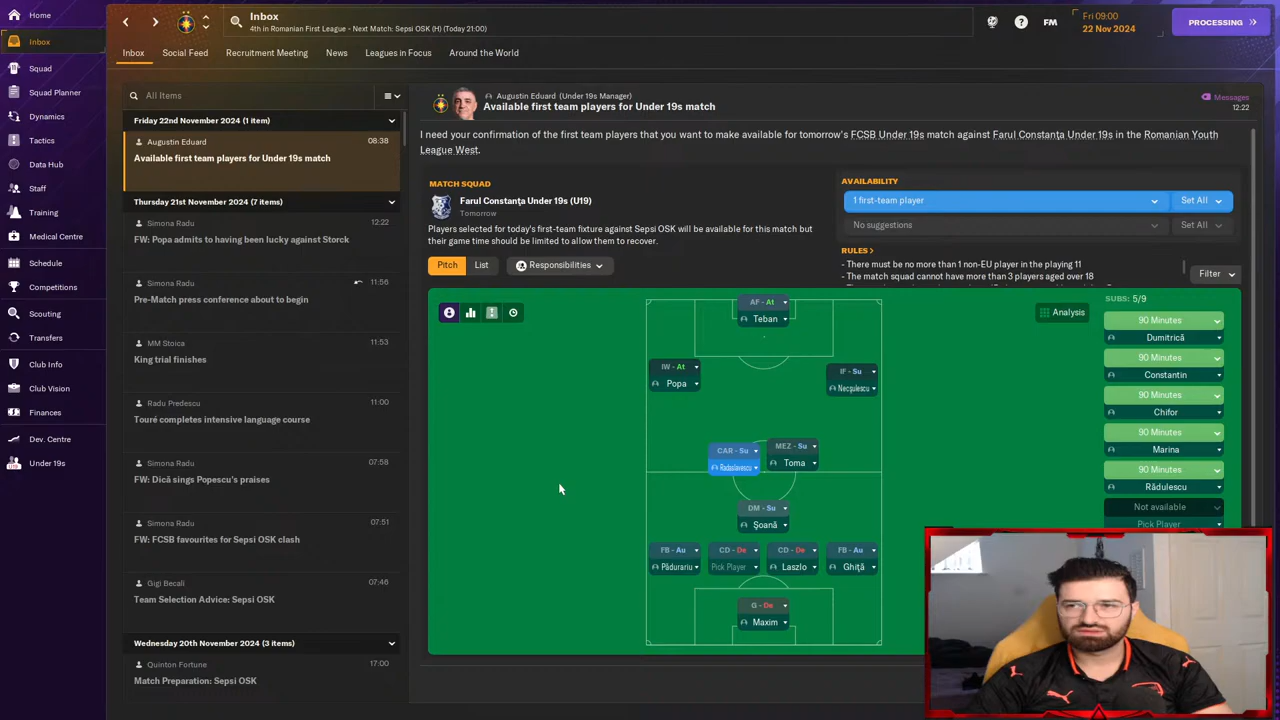 Home
Inbox
Squad
Squad Planner
Dynamics
Tactics
Data Hub
Staff
Training
Medical Centre
Schedule
Competitions
Scouting
Transfers
Club Info
Club Vision
Finances
Dev. Centre
Under 19s
Inbox
4th in Romanian First League - Next Match: Sepsi OSK (H) (Today 21:00)
FM
Fri 09:00
22 Nov 2024
PROCESSING
Inbox Social Feed Recruitment Meeting News Leagues in Focus Around the World
All Items
Friday 22nd November 2024 (1 item)
Augustin Eduard 08:38
Available first team players for Under 19s match
Thursday 21st November 2024 (7 items)
Simona Radu 12:22
FW: Popa admits to having been lucky against Storck
Simona Radu 11:56
Pre-Match press conference about to begin
MM Stoica 11:53
King trial finishes
Radu Predescu 11:00
Touré completes intensive language course
Simona Radu 07:58
FW: Dică sings Popescu's praises
Simona Radu 07:51
FW: FCSB favourites for Sepsi OSK clash
Gigi Becali 07:46
Team Selection Advice: Sepsi OSK
Wednesday 20th November 2024 (3 items)
Quinton Fortune 17:00
Match Preparation: Sepsi OSK
Augustin Eduard (Under 19s Manager)
Available first team players for Under 19s match
Messages
12:22
I need your confirmation of the first team players that you want to make available for tomorrow's FCSB Under 19s match against Farul Constanţa Under 19s in the Romanian Youth
League West.
MATCH SQUAD
Farul Constanţa Under 19s (U19)
Tomorrow
Players selected for today's first-team fixture against Sepsi OSK will be available for this match but
their game time should be limited to allow them to recover.
AVAILABILITY
1 first-team player Set All
No suggestions Set All
RULES >
- There must be no more than 1 non-EU player in the playing 11
- The match squad cannot have more than 3 players aged over 18
Filter
Pitch List Responsibilities
Analysis
SUBS: 5/9
90 Minutes
Dumitrică
90 Minutes
Constantin
90 Minutes
Chifor
90 Minutes
Marina
90 Minutes
Rădulescu
Not available
Pick Player
AF - At
Teban
IW - At
Popa
IF - Su
Necşulescu
CAR - Su
Radaslavescu
MEZ - Su
Toma
DM - Su
Şoană
FB - Au
Pădurariu
CD - De
Pick Player
CD - De
Laszlo
FB - Au
Ghiţă
G - De
Maxim